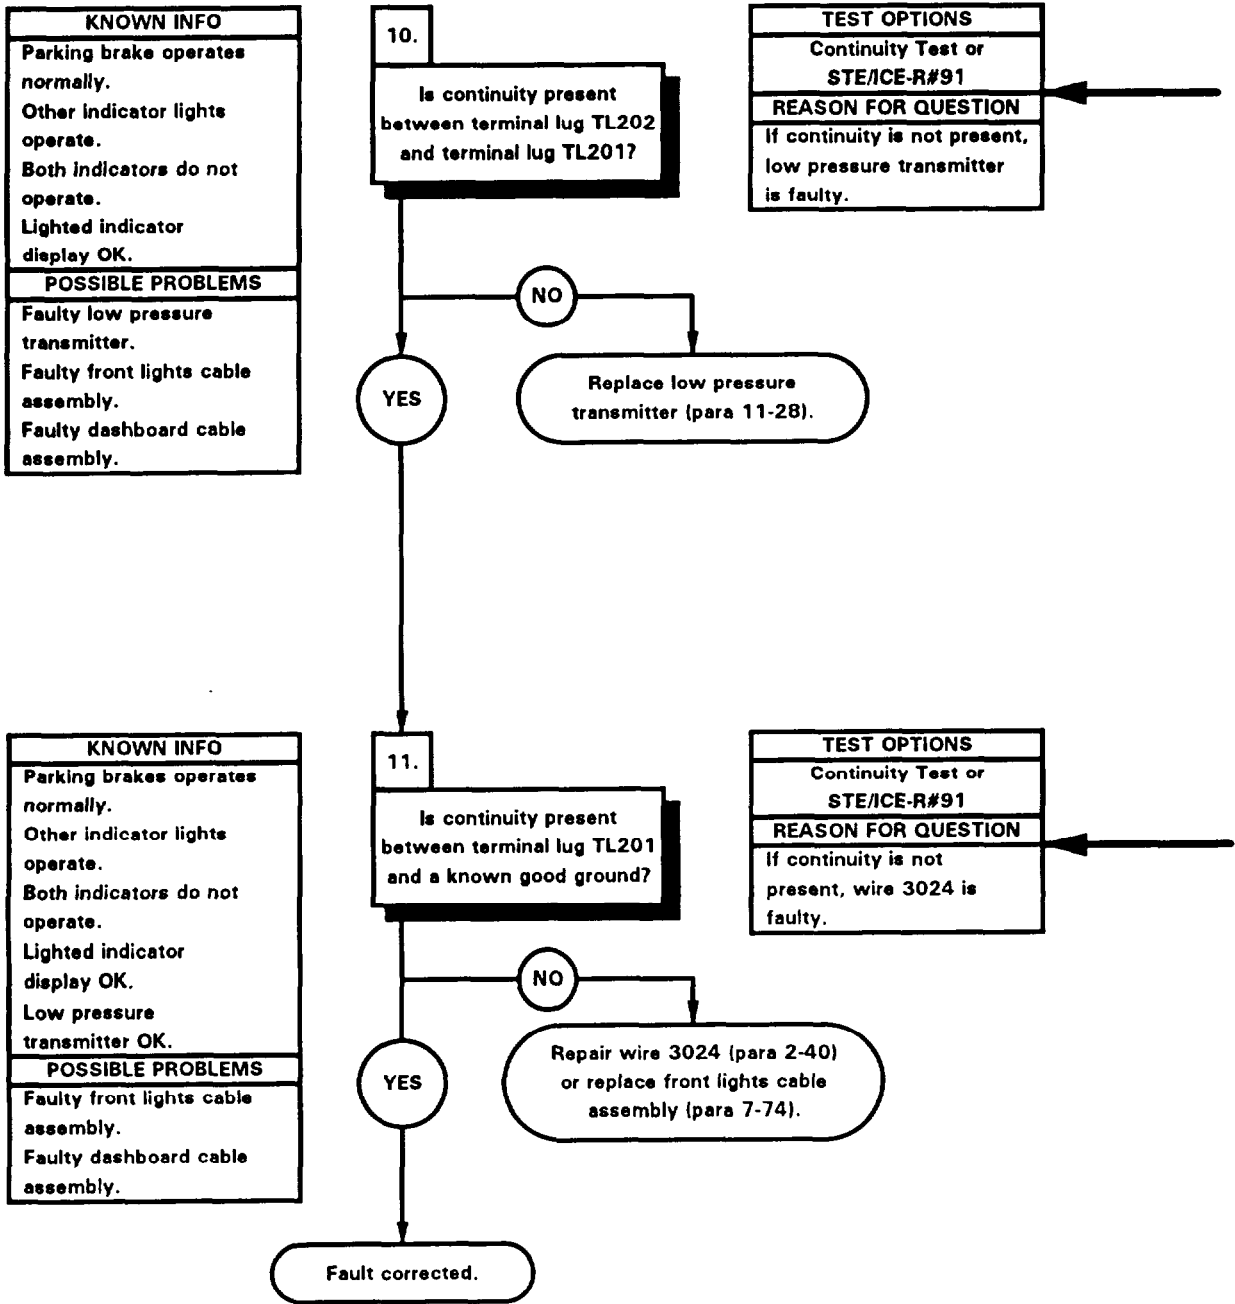 KNOWN INFO
Parking brake operates
normally.
Other indicator lights
operate.
Both indicators do not
operate.
Lighted indicator
display OK.
POSSIBLE PROBLEMS
Faulty low pressure
transmitter.
Faulty front lights cable
assembly.
Faulty dashboard cable
assembly.
10.
Is continuity present
between terminal lug TL202
and terminal lug TL201?
TEST OPTIONS
Continuity Test or
STE/ICE-R#91
REASON FOR QUESTION
If continuity is not present,
low pressure transmitter
is faulty.
NO
YES
Replace low pressure
transmitter (para 11-28).
KNOWN INFO
Parking brakes operates
normally.
Other indicator lights
operate.
Both indicators do not
operate.
Lighted indicator
display OK.
Low pressure
transmitter OK.
POSSIBLE PROBLEMS
Faulty front lights cable
assembly.
Faulty dashboard cable
assembly.
11.
Is continuity present
between terminal lug TL201
and a known good ground?
TEST OPTIONS
Continuity Test or
STE/ICE-R#91
REASON FOR QUESTION
If continuity is not
present, wire 3024 is
faulty.
NO
YES
Repair wire 3024 (para 2-40)
or replace front lights cable
assembly (para 7-74).
Fault corrected.